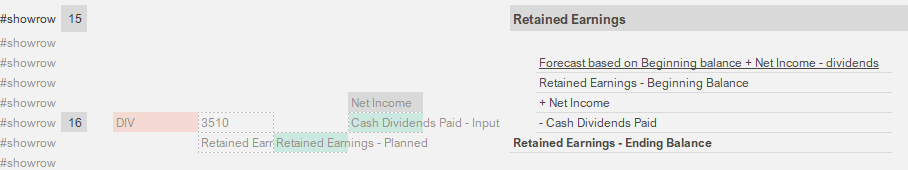 #showrow 15 Retained Earnings
#showrow
#showrow Forecast based on Beginning balance + Net Income - dividends
#showrow Retained Earnings - Beginning Balance
#showrow Net Income + Net Income
#showrow 16 DIV 3510 Cash Dividends Paid - Input - Cash Dividends Paid
#showrow Retained Earn Retained Earnings - Planned Retained Earnings - Ending Balance
#showrow